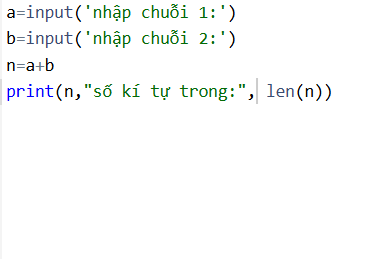 a=input('nhập chuỗi 1:')
b=input('nhập chuỗi 2:')
n=a+b
print(n,"số kí tự trong:", len(n))